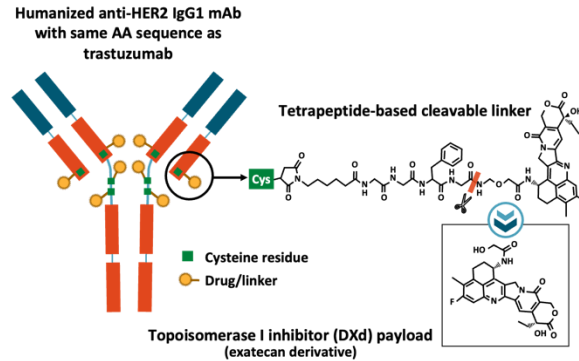 Humanized anti-HER2 IgG1 mAb
with same AA sequence as
trastuzumab
Tetrapeptide-based cleavable linker
Cys
Cysteine residue
Drug/linker
Topoisomerase I inhibitor (DXd) payload
(exatecan derivative)